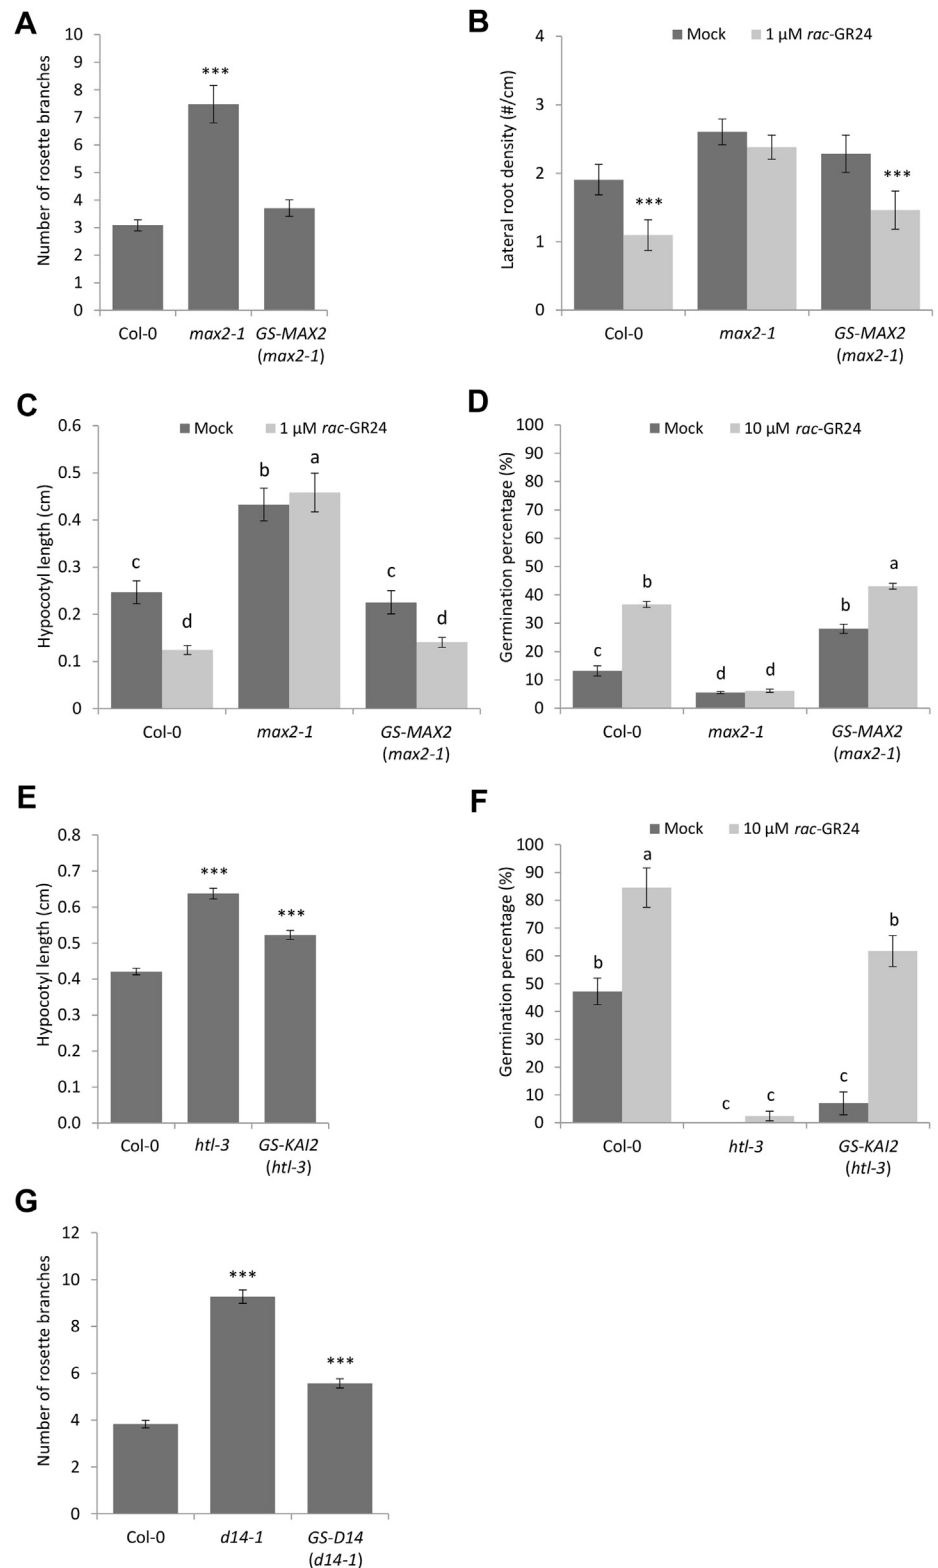 A
Number of rosette branches
10
9
8
7
6
5
4
3
2
1
0
***
Col-0
max2-1
GS-MAX2
(max2-1)
B
Mock
1 µM rac-GR24
Lateral root density (#/cm)
4
3
2
1
0
***
***
Col-0
max2-1
GS-MAX2
(max2-1)
C
Mock
1 µM rac-GR24
Hypocotyl length (cm)
0.6
0.5
0.4
0.3
0.2
0.1
0
c
d
b
a
c
d
Col-0
max2-1
GS-MAX2
(max2-1)
D
Mock
10 µM rac-GR24
Germination percentage (%)
100
90
80
70
60
50
40
30
20
10
0
c
b
d
d
b
a
Col-0
max2-1
GS-MAX2
(max2-1)
E
Hypocotyl length (cm)
0.8
0.7
0.6
0.5
0.4
0.3
0.2
0.1
0.0
***
***
Col-0
htl-3
GS-KAI2
(htl-3)
F
Mock
10 µM rac-GR24
Germination percentage (%)
100
90
80
70
60
50
40
30
20
10
0
b
a
c
c
c
b
Col-0
htl-3
GS-KAI2
(htl-3)
G
Number of rosette branches
12
10
8
6
4
2
0
***
***
Col-0
d14-1
GS-D14
(d14-1)